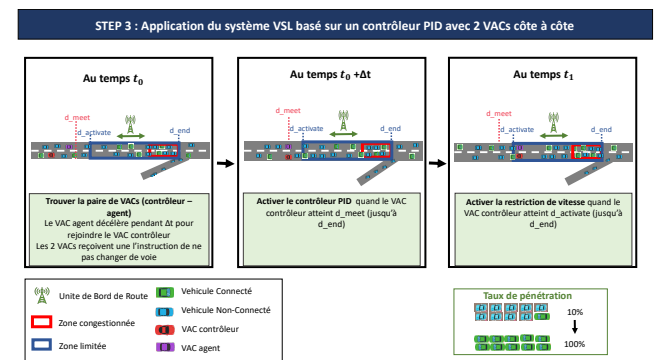 STEP 3 : Application du système VSL basé sur un contrôleur PID avec 2 VACs côte à côte
Au temps t₀
d_meet
d_activate
d_end
Trouver la paire de VACs (contrôleur –
agent)
Le VAC agent décélère pendant Δt pour
rejoindre le VAC contrôleur
Les 2 VACs reçoivent une l'instruction de ne
pas changer de voie
Au temps t₀ +Δt
d_meet
d_activate
d_end
Activer le contrôleur PID quand le VAC
contrôleur atteint d_meet (jusqu'à
d_end)
Au temps t₁
d_meet
d_activate
d_end
Activer la restriction de vitesse quand le
VAC contrôleur atteint d_activate (jusqu'à
d_end)
Unite de Bord de Route
Zone congestionnée
Zone limitée
Vehicule Connecté
Vehicule Non-Connecté
VAC contrôleur
VAC agent
Taux de pénétration
10%
100%